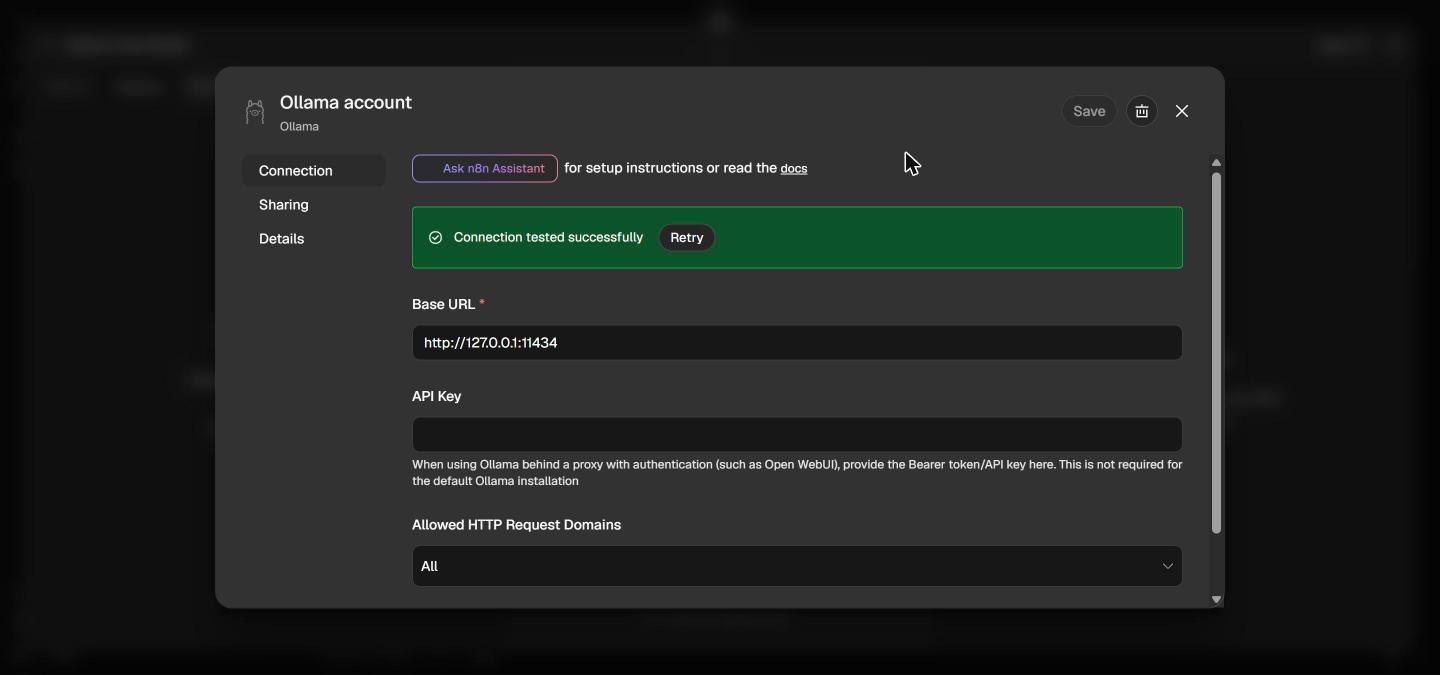 Ollama account
Ollama
Save
Connection
Sharing
Details
Ask n8n Assistant for setup instructions or read the docs
Connection tested successfully Retry
Base URL *
http://127.0.0.1:11434
API Key
When using Ollama behind a proxy with authentication (such as Open WebUI), provide the Bearer token/API key here. This is not required for
the default Ollama installation
Allowed HTTP Request Domains
All